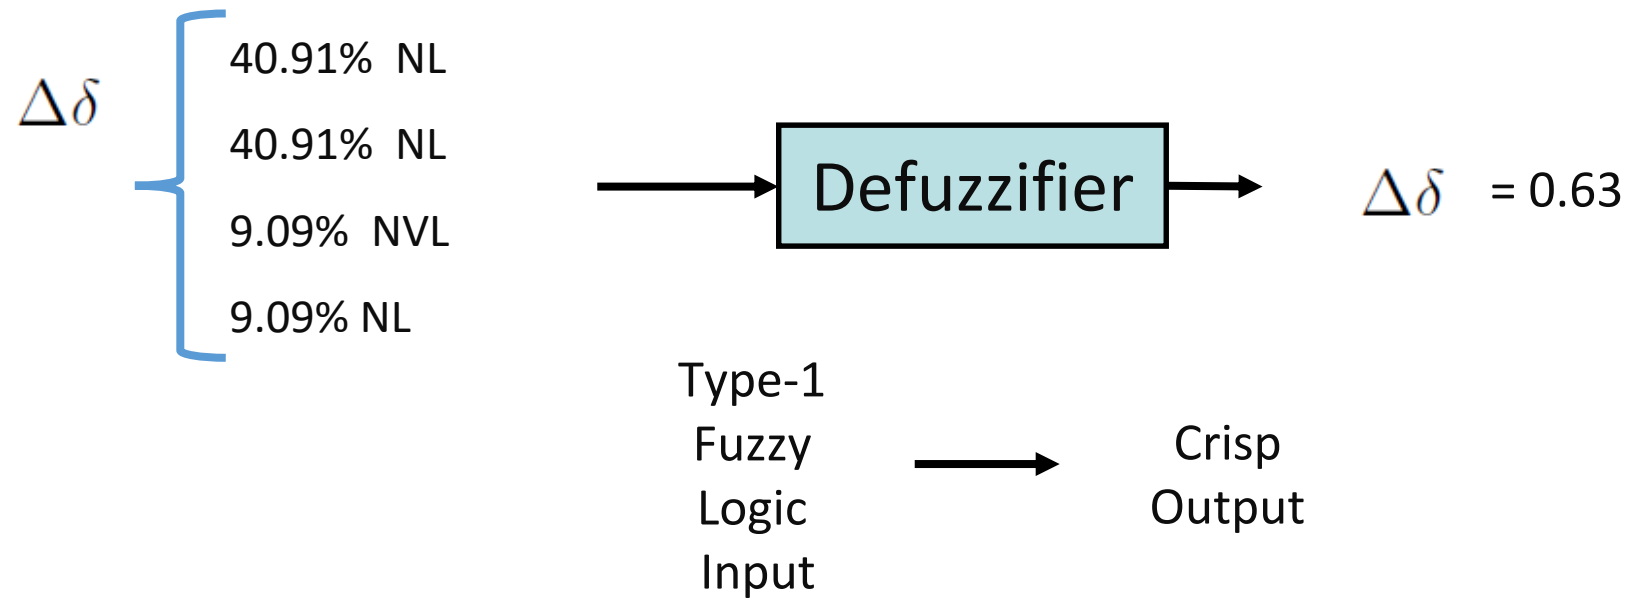 Δδ
40.91% NL
40.91% NL
9.09% NVL
9.09% NL
Defuzzifier
Δδ = 0.63
Type-1
Fuzzy
Logic
Input
Crisp
Output